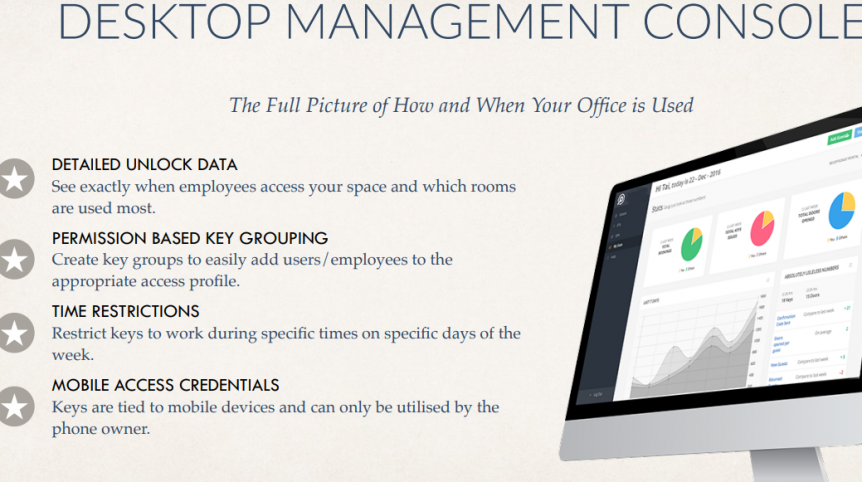 DESKTOP MANAGEMENT CONSOLE
The Full Picture of How and When Your Office is Used
DETAILED UNLOCK DATA
See exactly when employees access your space and which rooms
are used most.
PERMISSION BASED KEY GROUPING
Create key groups to easily add users/employees to the
appropriate access profile.
TIME RESTRICTIONS
Restrict keys to work during specific times on specific days of the
week.
MOBILE ACCESS CREDENTIALS
Keys are tied to mobile devices and can only be utilised by the
phone owner.
Hi Tai, today is 22 - Dec - 2016
Stats
ABSOLUTELY USELESS NUMBERS